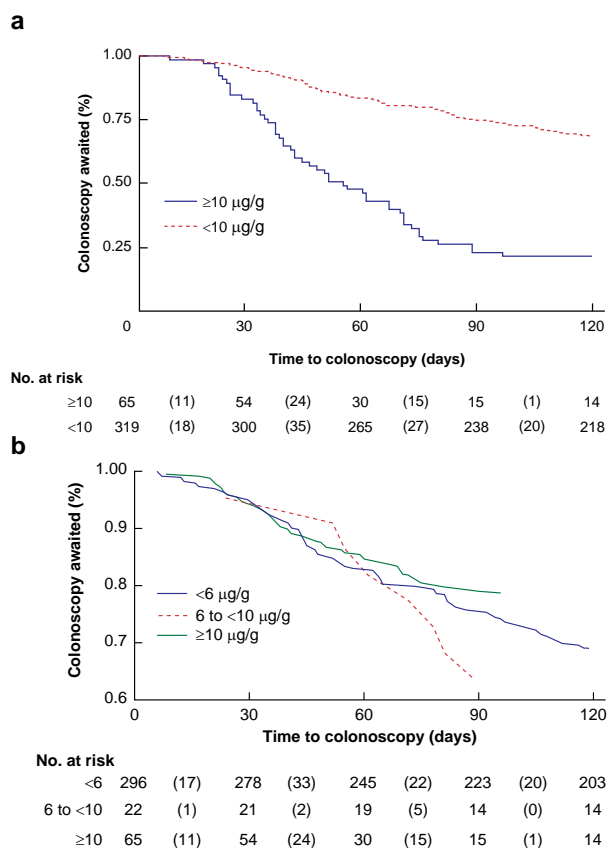 a
1.00
0.75
0.50
0.25
Colonoscopy awaited (%)
≥10 µg/g
<10 µg/g
0 30 60 90 120
Time to colonoscopy (days)
No. at risk
≥10 65 (11) 54 (24) 30 (15) 15 (1) 14
<10 319 (18) 300 (35) 265 (27) 238 (20) 218
b
1.00
0.9
0.8
0.7
0.6
Colonoscopy awaited (%)
<6 µg/g
6 to <10 µg/g
≥10 µg/g
0 30 60 90 120
Time to colonoscopy (days)
No. at risk
<6 296 (17) 278 (33) 245 (22) 223 (20) 203
6 to <10 22 (1) 21 (2) 19 (5) 14 (0) 14
≥10 65 (11) 54 (24) 30 (15) 15 (1) 14